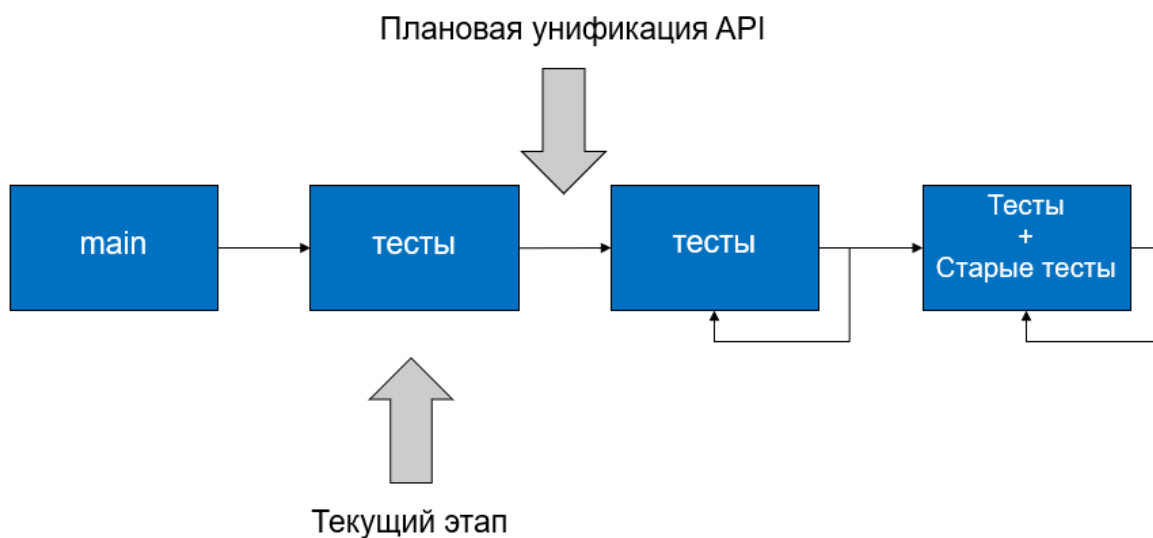 Плановая унификация API
main
тесты
тесты
Тесты
+
Старые тесты
Текущий этап